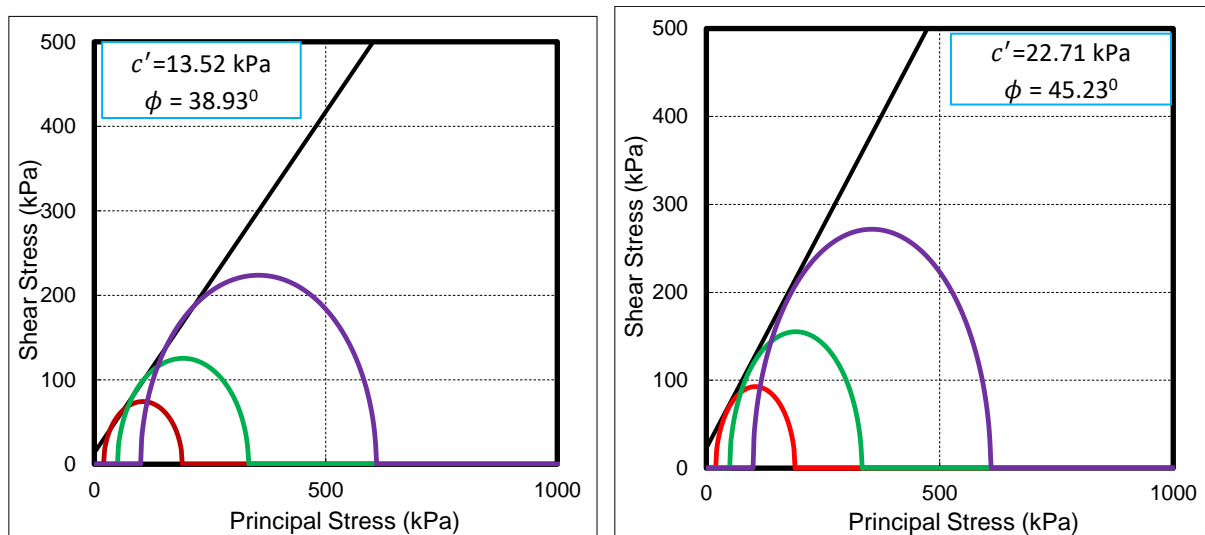 500
400
300
200
100
0
Shear Stress (kPa)
c′=13.52 kPa
ϕ = 38.93⁰
0
500
1000
Principal Stress (kPa)
500
400
300
200
100
0
Shear Stress (kPa)
c′=22.71 kPa
ϕ = 45.23⁰
0
500
1000
Principal Stress (kPa)